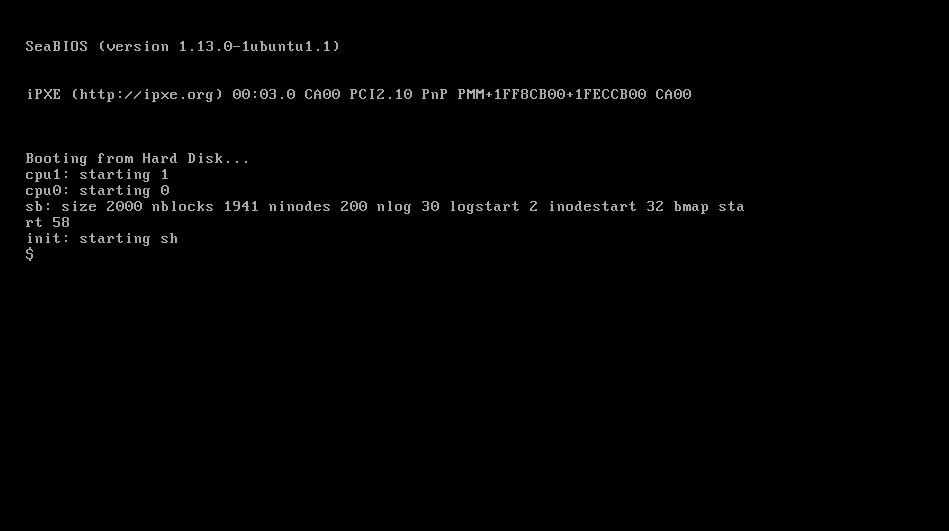 SeaBIOS (version 1.13.0-1ubuntu1.1)
iPXE (http://ipxe.org) 00:03.0 CA00 PCI2.10 PnP PMM+1FF8CB00+1FECCB00 CA00
Booting from Hard Disk...
cpu1: starting 1
cpu0: starting 0
sb: size 2000 nblocks 1941 ninodes 200 nlog 30 logstart 2 inodestart 32 bmap sta
rt 58
init: starting sh
$